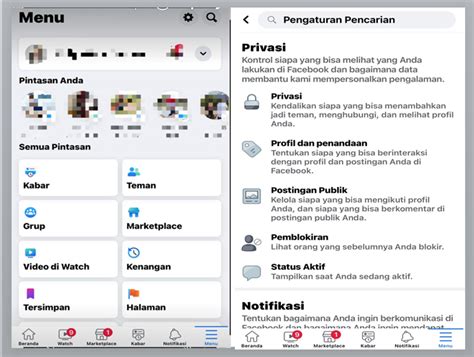 Menu
Pintasan Anda
Semua Pintasan
Kabar
Teman
Grup
Marketplace
Video di Watch
Kenangan
Tersimpan
Halaman
9
1
Beranda
Watch
Marketplace
Kabar
Notifikasi
Menu
Pengaturan Pencarian
Privasi
Kontrol siapa yang bisa melihat yang Anda
lakukan di Facebook dan bagaimana data
membantu kami mempersonalkan pengalaman.
Privasi
Kendalikan siapa yang bisa menambahkan
jadi teman, menghubungi, dan melihat profil
Anda.
Profil dan penandaan
Tentukan siapa yang bisa berinteraksi
dengan profil dan postingan Anda di
Facebook.
Postingan Publik
Kelola siapa yang bisa mengikuti profil
Anda, dan siapa yang bisa berkomentar di
postingan publik Anda.
Pemblokiran
Lihat orang yang sebelumnya Anda blokir.
Status Aktif
Tampilkan saat Anda sedang aktif.
Notifikasi
Tentukan bagaimana Anda ingin berkomunikasi di
Facebook dan bagaimana Anda ingin
9
1
Beranda
Watch
Marketplace
Kabar
Notifikasi
Menu